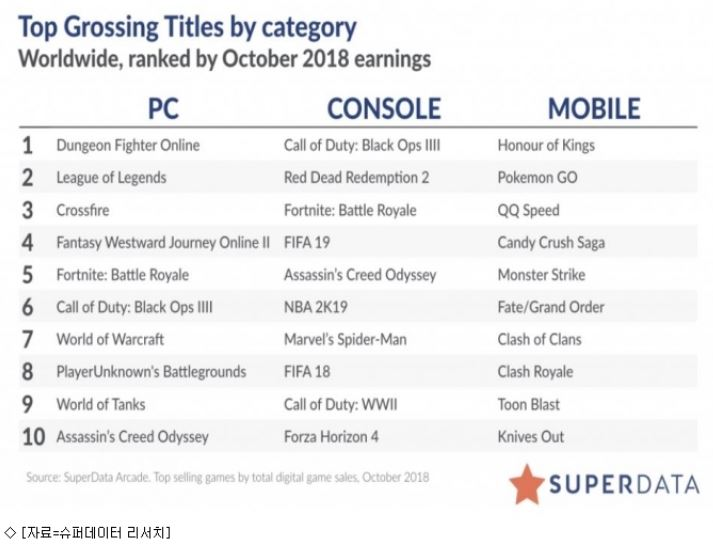 Top Grossing Titles by category
Worldwide, ranked by October 2018 earnings
PC CONSOLE MOBILE
1 Dungeon Fighter Online Call of Duty: Black Ops IIII Honour of Kings
2 League of Legends Red Dead Redemption 2 Pokemon GO
3 Crossfire Fortnite: Battle Royale QQ Speed
4 Fantasy Westward Journey Online II FIFA 19 Candy Crush Saga
5 Fortnite: Battle Royale Assassin's Creed Odyssey Monster Strike
6 Call of Duty: Black Ops IIII NBA 2K19 Fate/Grand Order
7 World of Warcraft Marvel's Spider-Man Clash of Clans
8 PlayerUnknown's Battlegrounds FIFA 18 Clash Royale
9 World of Tanks Call of Duty: WWII Toon Blast
10 Assassin's Creed Odyssey Forza Horizon 4 Knives Out
Source: SuperData Arcade. Top selling games by total digital game sales, October 2018
SUPERDATA
◇ [자료=슈퍼데이터 리서치]